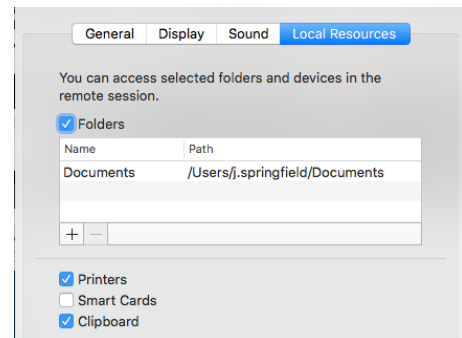 General Display Sound Local Resources
You can access selected folders and devices in the
remote session.
Folders
Name Path
Documents /Users/j.springfield/Documents
+ −
Printers
Smart Cards
Clipboard